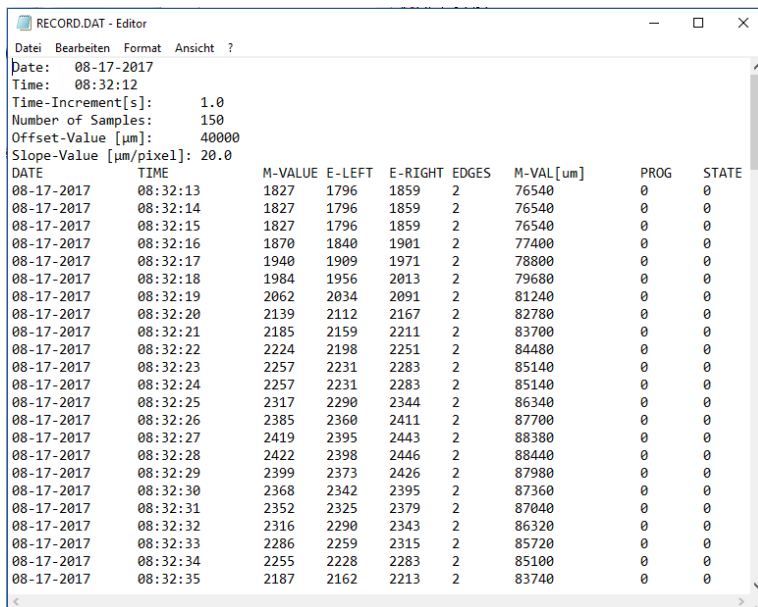 RECORD.DAT - Editor
Datei Bearbeiten Format Ansicht ?
Date: 08-17-2017
Time: 08:32:12
Time-Increment[s]: 1.0
Number of Samples: 150
Offset-Value [µm]: 40000
Slope-Value [µm/pixel]: 20.0
DATE TIME M-VALUE E-LEFT E-RIGHT EDGES M-VAL[um] PROG STATE
08-17-2017 08:32:13 1827 1796 1859 2 76540 0 0
08-17-2017 08:32:14 1827 1796 1859 2 76540 0 0
08-17-2017 08:32:15 1827 1796 1859 2 76540 0 0
08-17-2017 08:32:16 1870 1840 1901 2 77400 0 0
08-17-2017 08:32:17 1940 1909 1971 2 78800 0 0
08-17-2017 08:32:18 1984 1956 2013 2 79680 0 0
08-17-2017 08:32:19 2062 2034 2091 2 81240 0 0
08-17-2017 08:32:20 2139 2112 2167 2 82780 0 0
08-17-2017 08:32:21 2185 2159 2211 2 83700 0 0
08-17-2017 08:32:22 2224 2198 2251 2 84480 0 0
08-17-2017 08:32:23 2257 2231 2283 2 85140 0 0
08-17-2017 08:32:24 2257 2231 2283 2 85140 0 0
08-17-2017 08:32:25 2317 2290 2344 2 86340 0 0
08-17-2017 08:32:26 2385 2360 2411 2 87700 0 0
08-17-2017 08:32:27 2419 2395 2443 2 88380 0 0
08-17-2017 08:32:28 2422 2398 2446 2 88440 0 0
08-17-2017 08:32:29 2399 2373 2426 2 87980 0 0
08-17-2017 08:32:30 2368 2342 2395 2 87360 0 0
08-17-2017 08:32:31 2352 2325 2379 2 87040 0 0
08-17-2017 08:32:32 2316 2290 2343 2 86320 0 0
08-17-2017 08:32:33 2286 2259 2315 2 85720 0 0
08-17-2017 08:32:34 2255 2228 2283 2 85100 0 0
08-17-2017 08:32:35 2187 2162 2213 2 83740 0 0